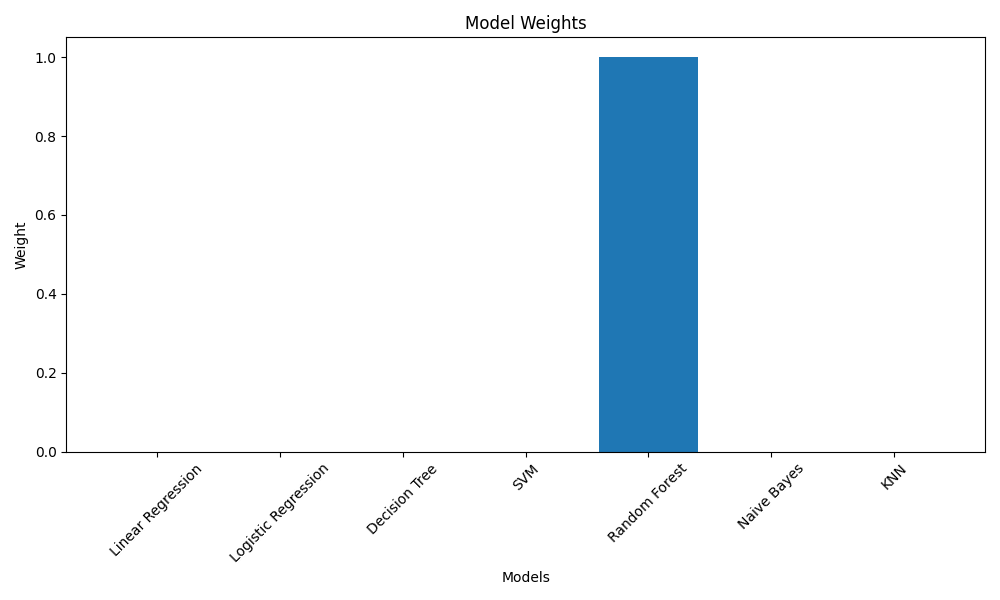 Model Weights
Weight
1.0
0.8
0.6
0.4
0.2
0.0
Linear Regression
Logistic Regression
Decision Tree
SVM
Random Forest
Naive Bayes
KNN
Models